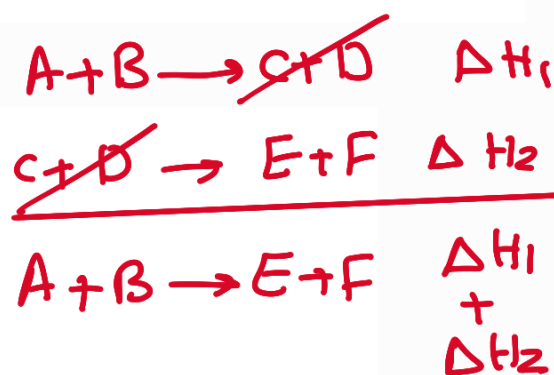 A + B → C + D ΔH1
C + D → E + F ΔH2
A + B → E + F ΔH1
+
ΔH2